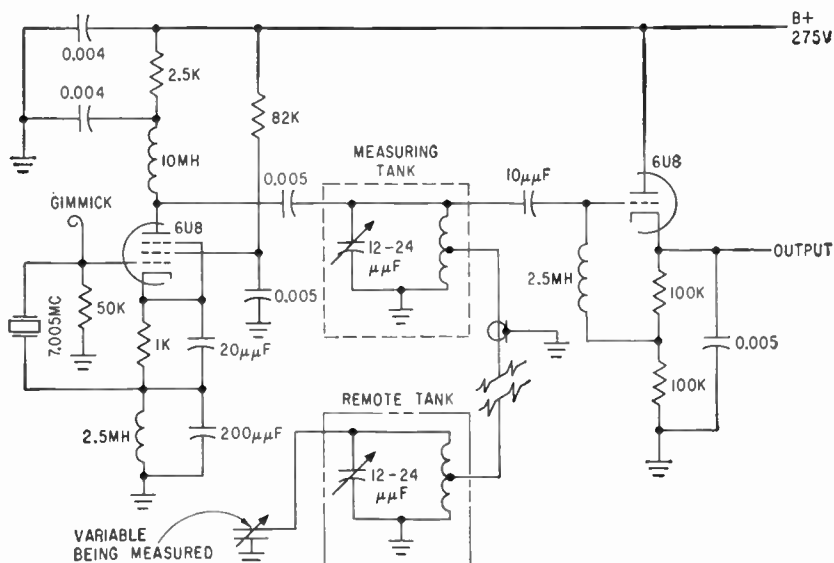 B+
275V
0.004
2.5K
0.004
82K
10MH
MEASURING
TANK
6U8
GIMMICK
6U8
0.005
10µµF
12-24
µµF
OUTPUT
7.005MC
50K
0.005
2.5MH
100K
1K
20µµF
0.005
REMOTE TANK
100K
2.5MH
200µµF
12-24
µµF
VARIABLE
BEING MEASURED